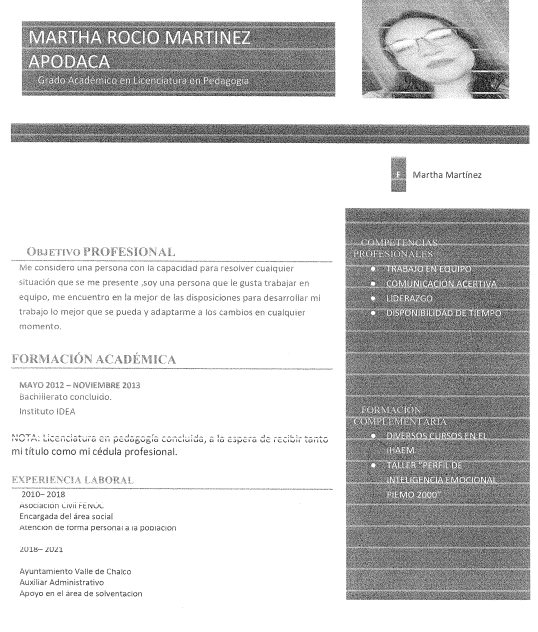 MARTHA ROCIO MARTINEZ
APODACA
Grado Académico en Licenciatura en Pedagogía
F
Martha Martínez
OBJETIVO PROFESIONAL
Me considero una persona con la capacidad para resolver cualquier
situación que se me presente ,soy una persona que le gusta trabajar en
equipo, me encuentro en la mejor de las disposiciones para desarrollar mi
trabajo lo mejor que se pueda y adaptarme a los cambios en cualquier
momento.
FORMACIÓN ACADÉMICA
MAYO 2012 – NOVIEMBRE 2013
Bachillerato concluido.
Instituto IDEA
NOTA: Licenciatura en pedagogía concluida, a la espera de recibir tanto
mi título como mi cédula profesional.
EXPERIENCIA LABORAL
2010– 2018
Asociación Civil FENOC.
Encargada del área social
Atención de forma personal a la población
2018– 2021
Ayuntamiento Valle de Chalco
Auxiliar Administrativo
Apoyo en el área de solventacion
COMPETENCIAS
PROFESIONALES
● TRABAJO EN EQUIPO
● COMUNICACIÓN ACERTIVA
● LIDERAZGO
● DISPONIBILIDAD DE TIEMPO
FORMACIÓN
COMPLEMENTARIA
● DIVERSOS CURSOS EN EL
IHAEM
● TALLER "PERFIL DE
INTELIGENCIA EMOCIONAL
PIEMO 2000"